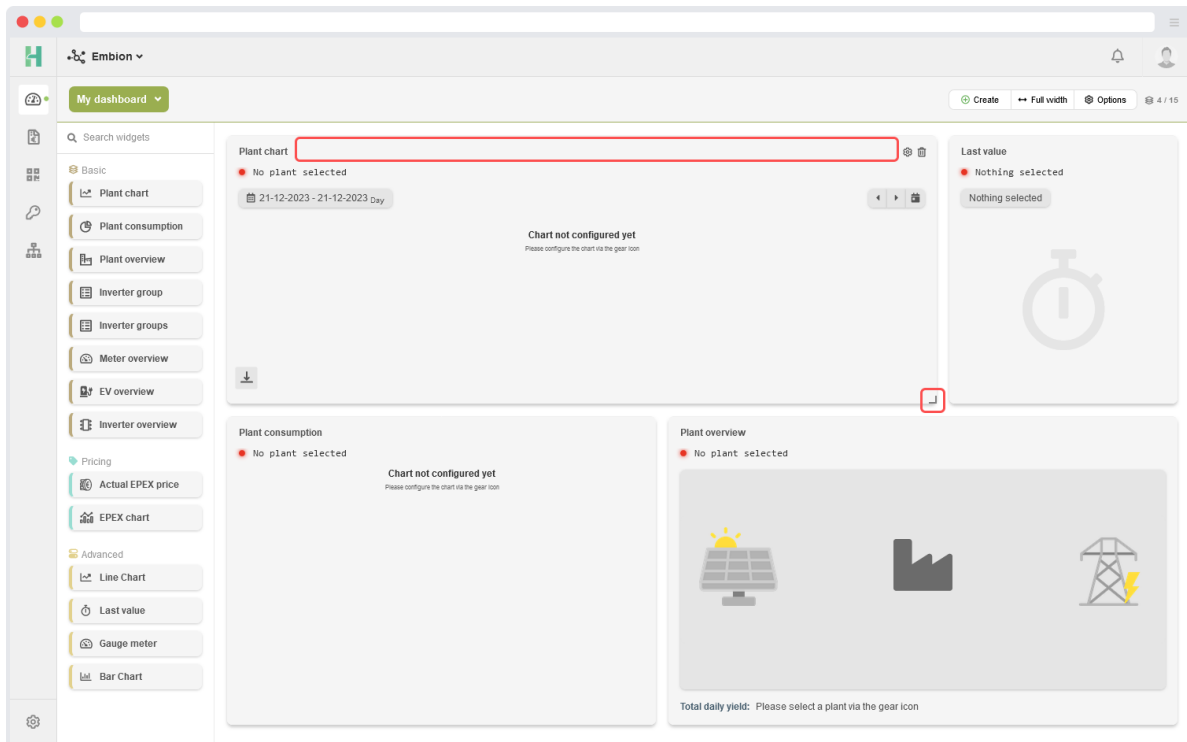 Embion
My dashboard
Create
Full width
Options
4 / 15
Search widgets
Basic
Plant chart
Plant consumption
Plant overview
Inverter group
Inverter groups
Meter overview
EV overview
Inverter overview
Pricing
Actual EPEX price
EPEX chart
Advanced
Line Chart
Last value
Gauge meter
Bar Chart
Plant chart
No plant selected
21-12-2023 - 21-12-2023 Day
Chart not configured yet
Please configure the chart via the gear icon
Last value
Nothing selected
Nothing selected
Plant consumption
No plant selected
Chart not configured yet
Please configure the chart via the gear icon
Plant overview
No plant selected
Total daily yield: Please select a plant via the gear icon